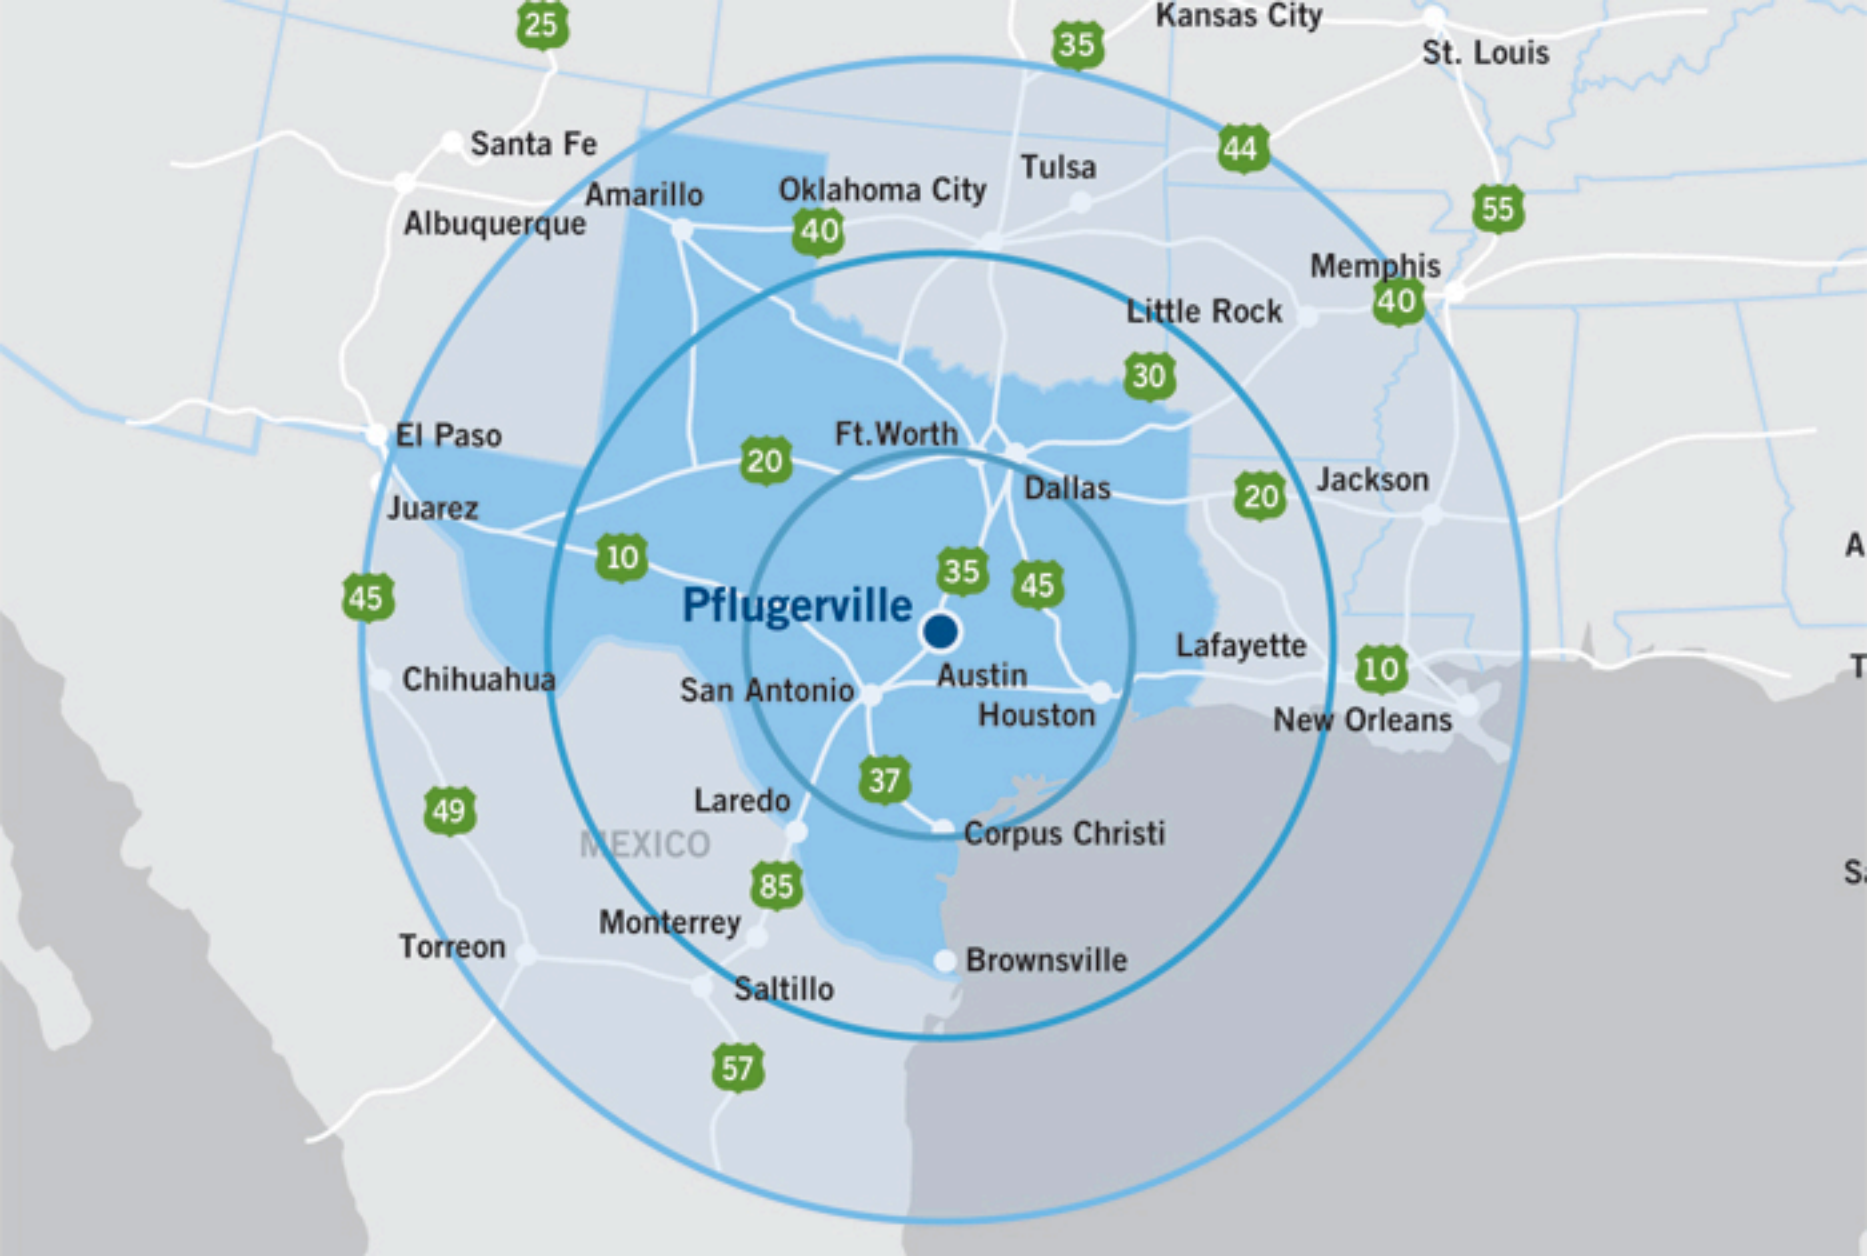 25
35
Kansas City
St. Louis
Santa Fe
44
Tulsa
Amarillo
Oklahoma City
55
Albuquerque
40
Memphis
40
Little Rock
30
El Paso
Ft.Worth
20
Dallas
20
Jackson
Juarez
10
35
45
A
45
Pflugerville
Lafayette
T
10
Chihuahua
San Antonio
Austin
Houston
New Orleans
37
Laredo
49
MEXICO
Corpus Christi
Sa
85
Monterrey
Torreon
Brownsville
Saltillo
57